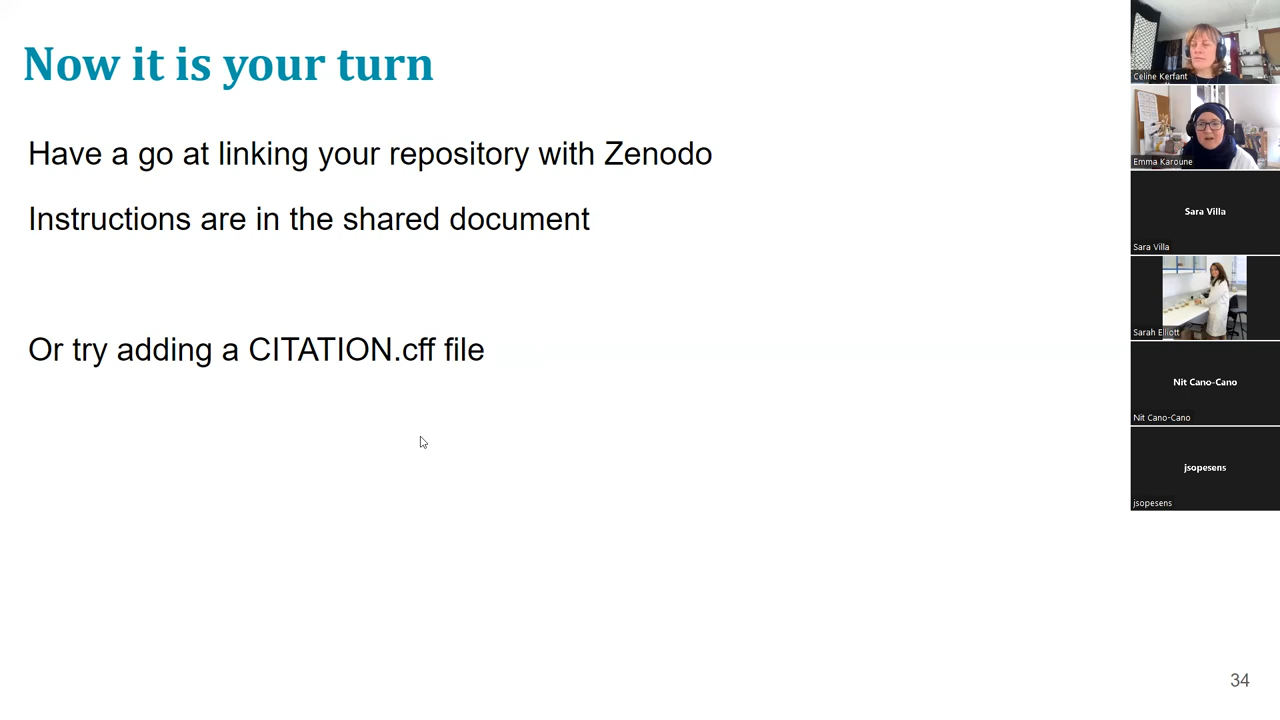 Now it is your turn
Have a go at linking your repository with Zenodo
Instructions are in the shared document
Or try adding a CITATION.cff file
34
Celine Kerfant
Emma Karoune
Sara Villa
Sara Villa
Sarah Elliott
Nit Cano-Cano
Nit Cano-Cano
jsopesens
jsopesens